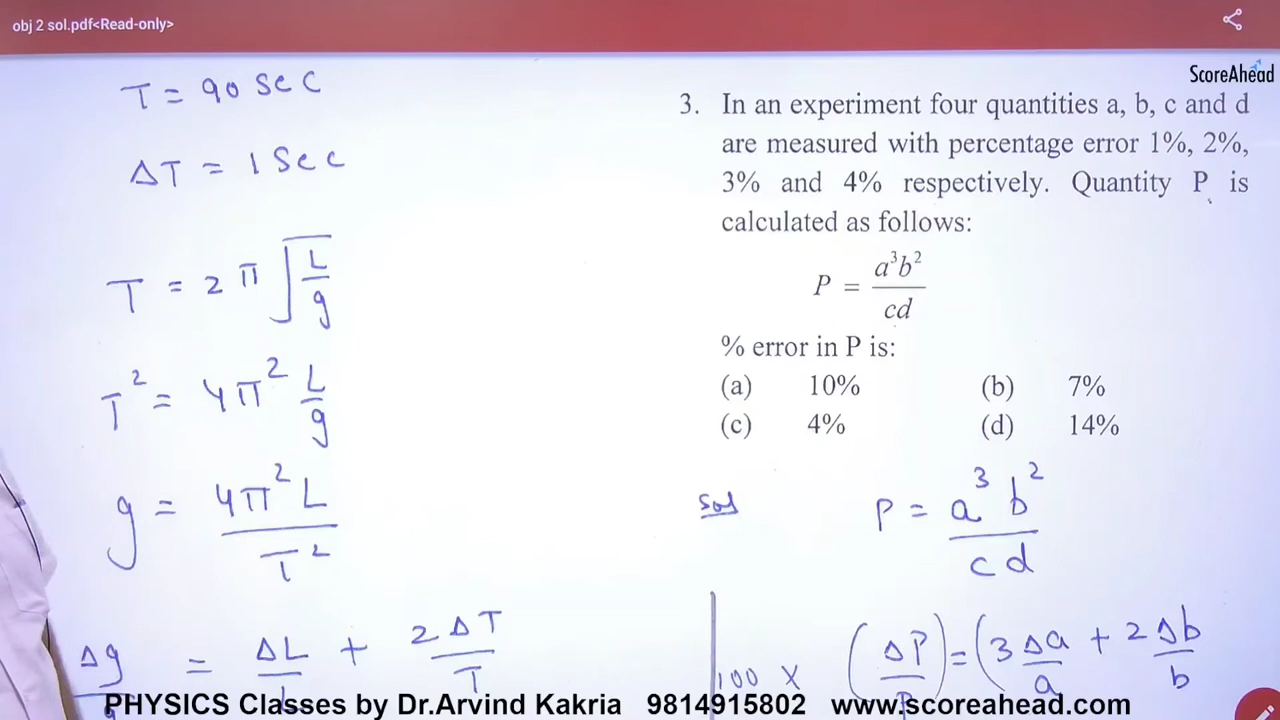 obj 2 sol.pdf<Read-only>
ScoreAhead
T = 90 sec
ΔT = 1 sec
T = 2π √(L/g)
T² = 4π² L/g
g = 4π² L / T²
Δg = ΔL + 2ΔT / T
3. In an experiment four quantities a, b, c and d
are measured with percentage error 1%, 2%,
3% and 4% respectively. Quantity P is
calculated as follows:
P = a³b² / cd
% error in P is:
(a) 10% (b) 7%
(c) 4% (d) 14%
Sol P = a³ b² / c d
100 x (ΔP/P) = (3Δa/a + 2Δb/b
PHYSICS Classes by Dr.Arvind Kakria 9814915802 www.scoreahead.com